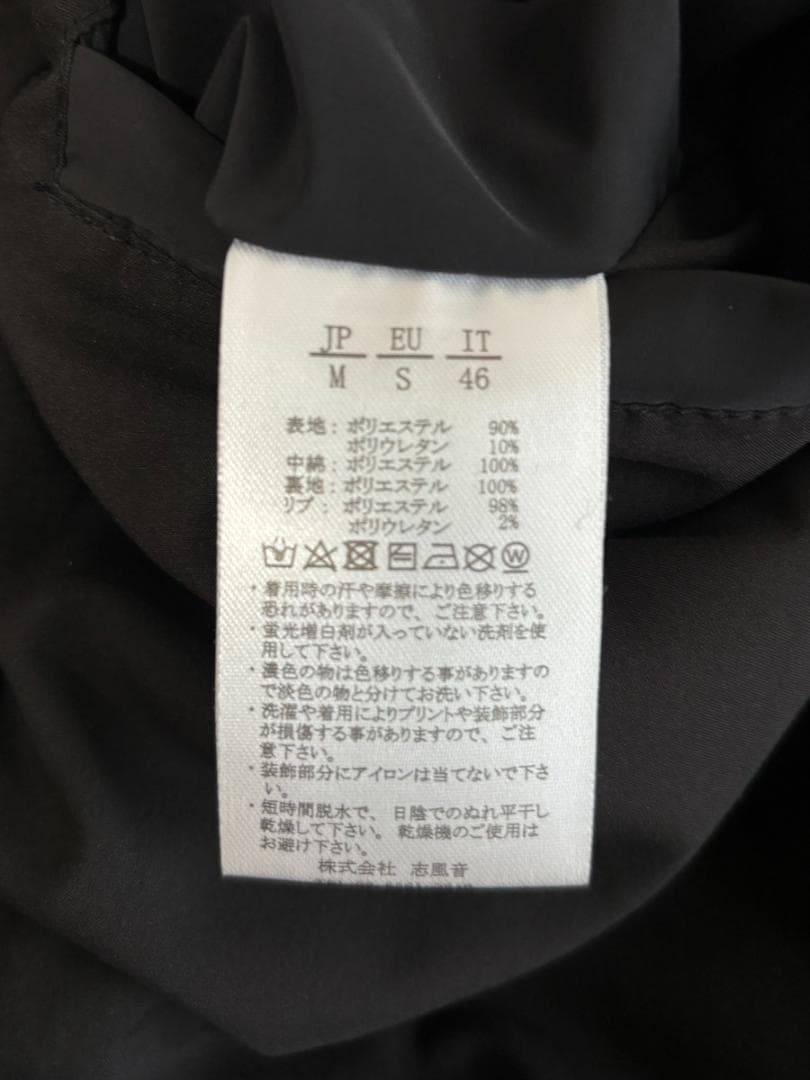 JP EU IT
M S 46
表地：ポリエステル 90%
ポリウレタン 10%
中綿：ポリエステル 100%
裏地：ポリエステル 100%
リブ：ポリエステル 98%
ポリウレタン 2%
W
・着用時の汗や摩擦により色移りする
恐れがありますので、ご注意下さい。
・蛍光増白剤が入っていない洗剤を使
用して下さい。
・濃色の物は色移りする事がありますの
で淡色の物と分けてお洗い下さい。
・洗濯や着用によりプリントや装飾部分
が損傷する事がありますので、ご注
意下さい。
・装飾部分にアイロンは当てないで下さ
い。
・短時間脱水で、日陰でのぬれ平干し
乾燥して下さい。乾燥機のご使用は
お避け下さい。
株式会社 志風音